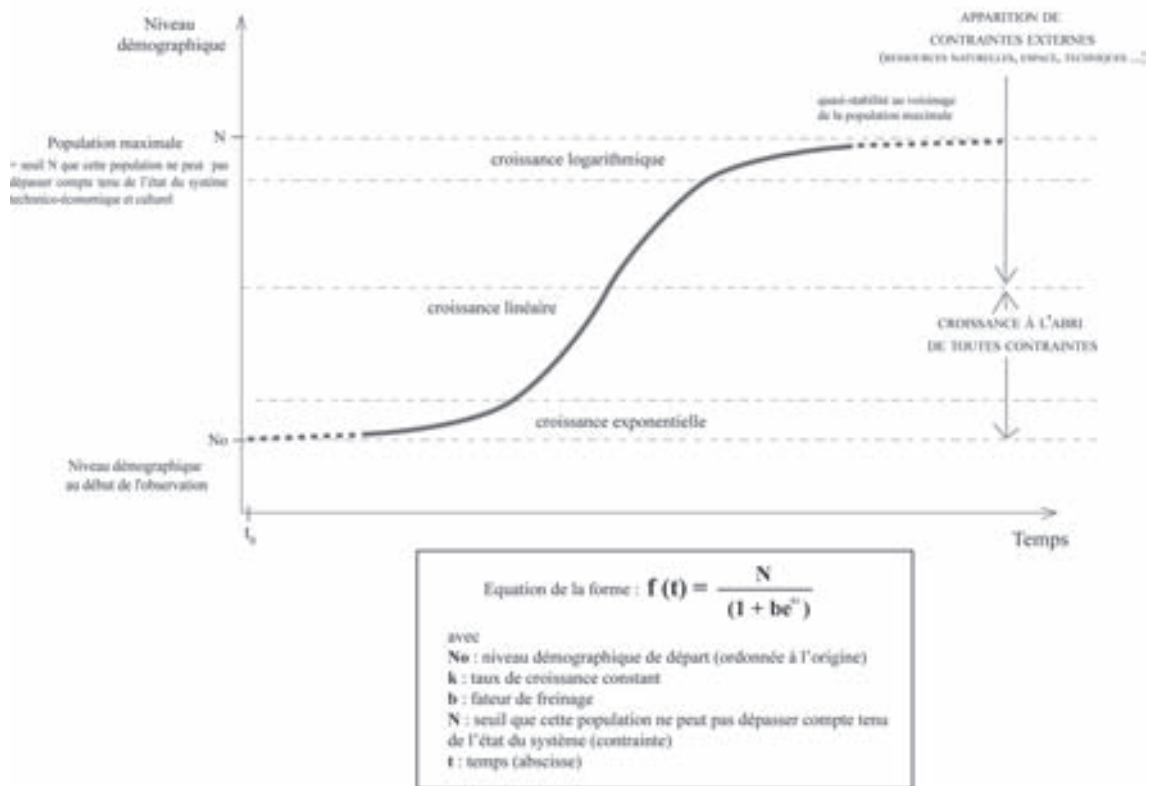 Niveau
démographique
APPARITION DE
CONTRAINTES EXTERNES
(RESSOURCES NATURELLES, ESPACE, TECHNIQUES ...)
quasi-stabilité au voisinage
de la population maximale
N
Population maximale
= seuil N que cette population ne peut pas
dépasser compte tenu de l'état du système
technico-économique et culturel
croissance logarithmique
croissance linéaire
CROISSANCE À L'ABRI
DE TOUTES CONTRAINTES
croissance exponentielle
No
Niveau démographique
au début de l'observation
t₀
Temps
Equation de la forme : f (t) = N
(1 + be )
avec
No : niveau démographique de départ (ordonnée à l'origine)
k : taux de croissance constant
b : fateur de freinage
N : seuil que cette population ne peut pas dépasser compte tenu
de l'état du système (contrainte)
t : temps (abscisse)